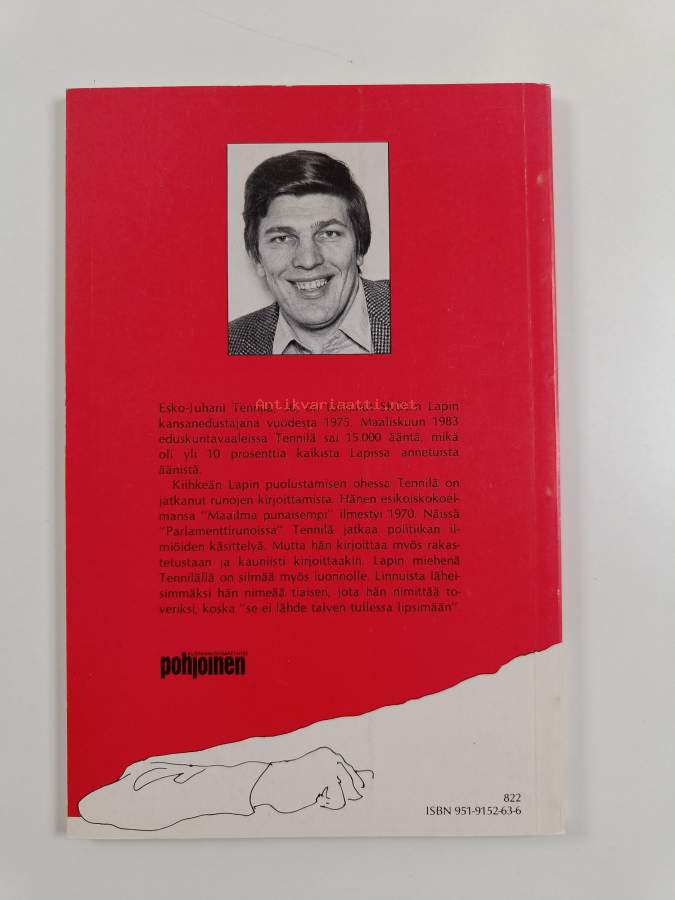 Antikvariaatti.net
Esko-Juhani Tennilä, Lapin
kansanedustajana vuodesta 1975. Maaliskuun 1983
eduskuntavaaleissa Tennilä sai 15.000 ääntä, mikä
oli yli 10 prosenttia kaikista Lapissa annetuista
äänistä.
Kiihkeän Lapin puolustamisen ohessa Tennilä on
jatkanut runojen kirjoittamista. Hänen esikoiskokoel-
mansa "Maailma punaisempi" ilmestyi 1970. Näissä
"Parlamenttirunoissa" Tennilä jatkaa politiikan il-
miöiden käsittelyä. Mutta hän kirjoittaa myös rakas-
tetustaan ja kauniisti kirjoittaakin. Lapin miehenä
Tennilällä on silmää myös luonnolle. Linnuista lähei-
simmäksi hän nimeää tiaisen, jota hän nimittää to-
veriksi, koska "se ei lähde talven tullessa lipsimään".
KUSTANNUSOSAKEYHTIÖ
pohjoinen
822
ISBN 951-9152-63-6